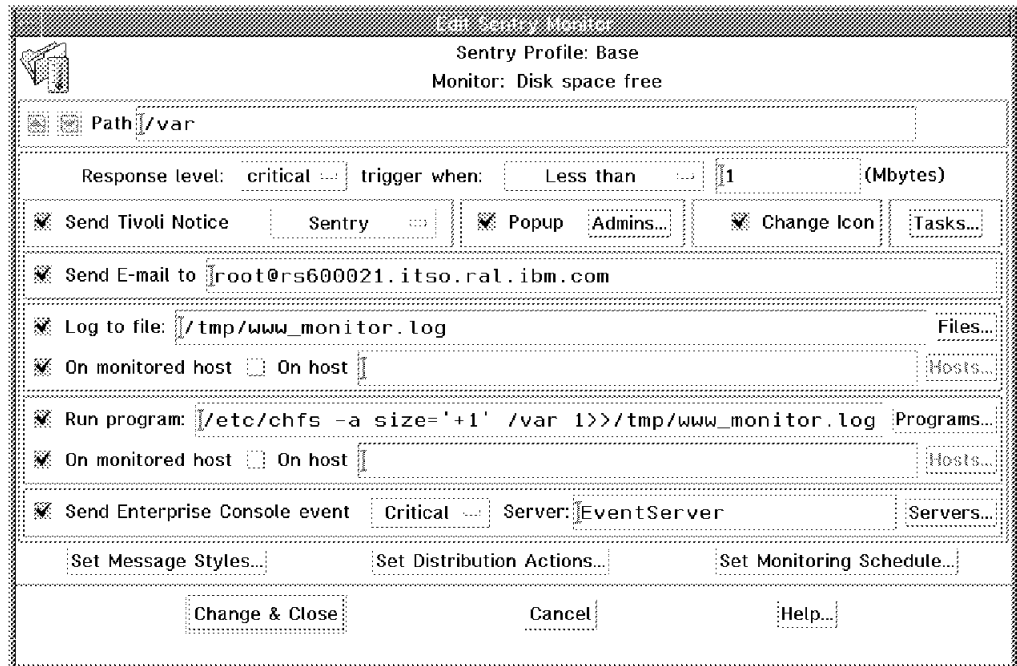 Edit Sentry Monitor
Sentry Profile: Base
Monitor: Disk space free
Path /var
Response level: critical trigger when: Less than 1 (Mbytes)
Send Tivoli Notice Sentry Popup Admins... Change Icon Tasks...
Send E-mail to root@rs600021.itso.ral.ibm.com
Log to file: /tmp/www_monitor.log Files...
On monitored host On host Hosts...
Run program: /etc/chfs -a size='+1' /var 1>>/tmp/www_monitor.log Programs...
On monitored host On host Hosts...
Send Enterprise Console event Critical Server: EventServer Servers...
Set Message Styles... Set Distribution Actions... Set Monitoring Schedule...
Change & Close Cancel Help...